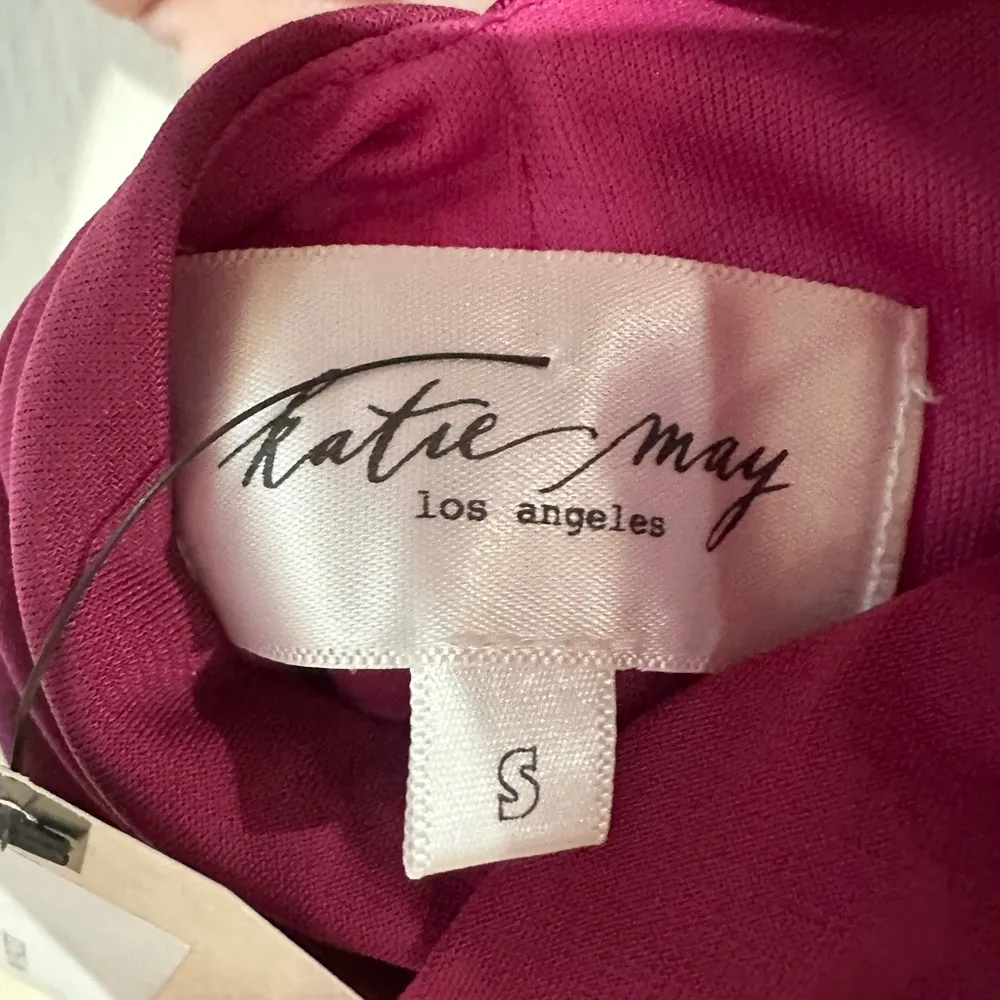 katie may
los angeles
S